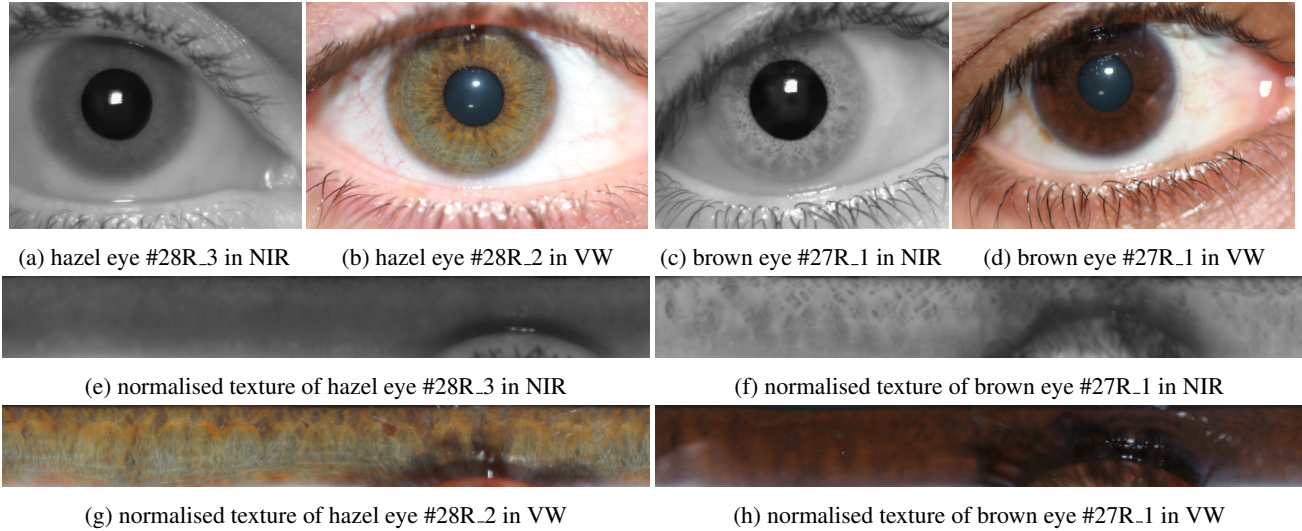 (a) hazel eye #28R_3 in NIR
(b) hazel eye #28R_2 in VW
(c) brown eye #27R_1 in NIR
(d) brown eye #27R_1 in VW
(e) normalised texture of hazel eye #28R_3 in NIR
(f) normalised texture of brown eye #27R_1 in NIR
(g) normalised texture of hazel eye #28R_2 in VW
(h) normalised texture of brown eye #27R_1 in VW